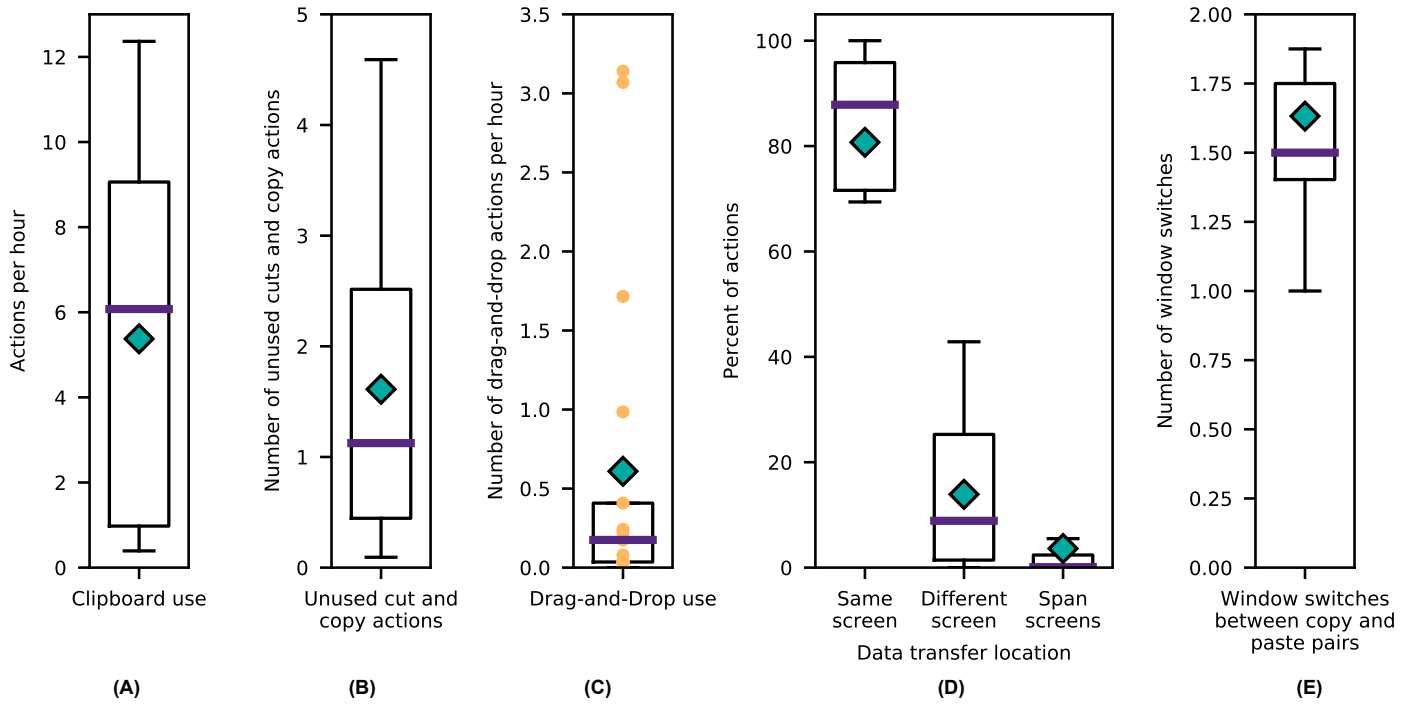 Actions per hour
12
10
8
6
4
2
0
Clipboard use
(A)
Number of unused cuts and copy actions
5
4
3
2
1
0
Unused cut and
copy actions
(B)
Number of drag-and-drop actions per hour
3.5
3.0
2.5
2.0
1.5
1.0
0.5
0.0
Drag-and-Drop use
(C)
Percent of actions
100
80
60
40
20
0
Same
screen
Different
screen
Span
screens
Data transfer location
(D)
Number of window switches
2.00
1.75
1.50
1.25
1.00
0.75
0.50
0.25
0.00
Window switches
between copy and
paste pairs
(E)